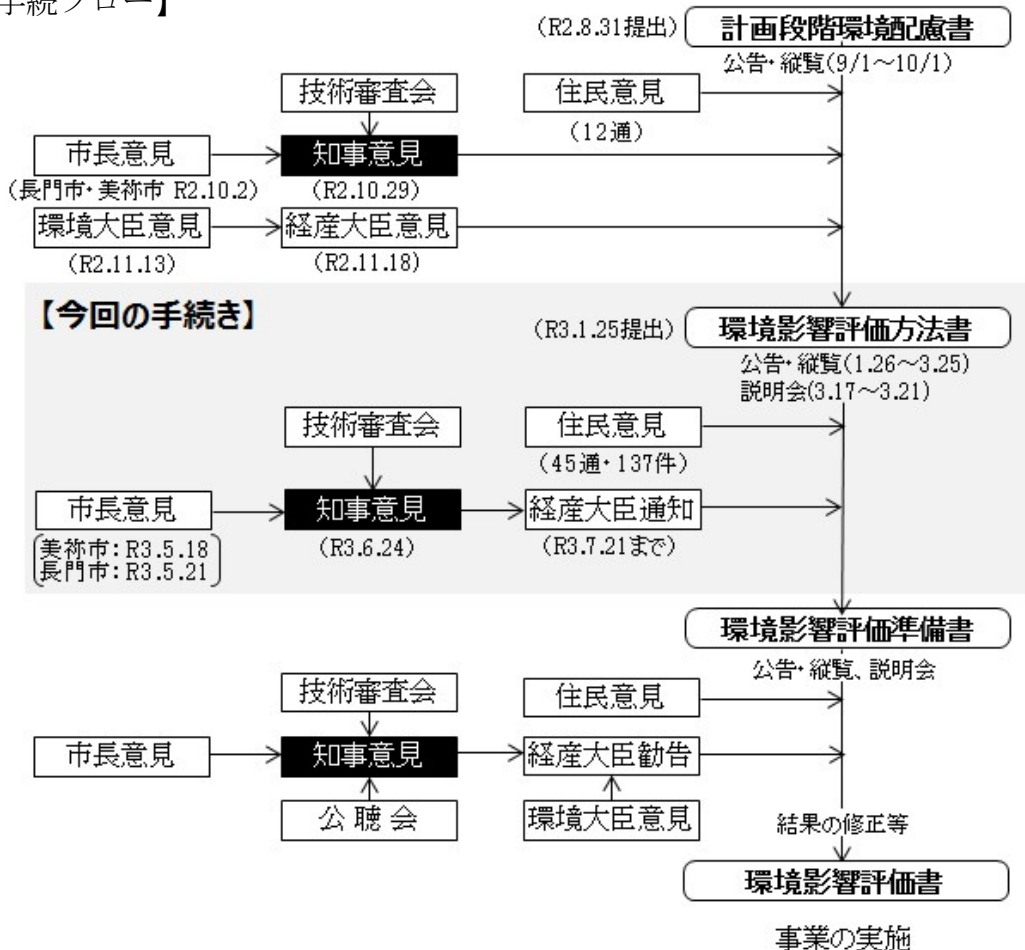 手続フロー】
(R2.8.31提出) 計画段階環境配慮書
公告・縦覧(9/1～10/1)
技術審査会 住民意見
(12通)
市長意見 知事意見
(長門市・美祢市 R2.10.2) (R2.10.29)
環境大臣意見 経産大臣意見
(R2.11.13) (R2.11.18)
【今回の手続き】
(R3.1.25提出) 環境影響評価方法書
公告・縦覧(1.26～3.25)
説明会(3.17～3.21)
技術審査会 住民意見
(45通・137件)
市長意見 知事意見 経産大臣通知
美祢市：R3.5.18
長門市：R3.5.21
(R3.6.24) (R3.7.21まで)
環境影響評価準備書
公告・縦覧、説明会
技術審査会 住民意見
市長意見 知事意見 経産大臣勧告
公聴会 環境大臣意見 結果の修正等
環境影響評価書
事業の実施